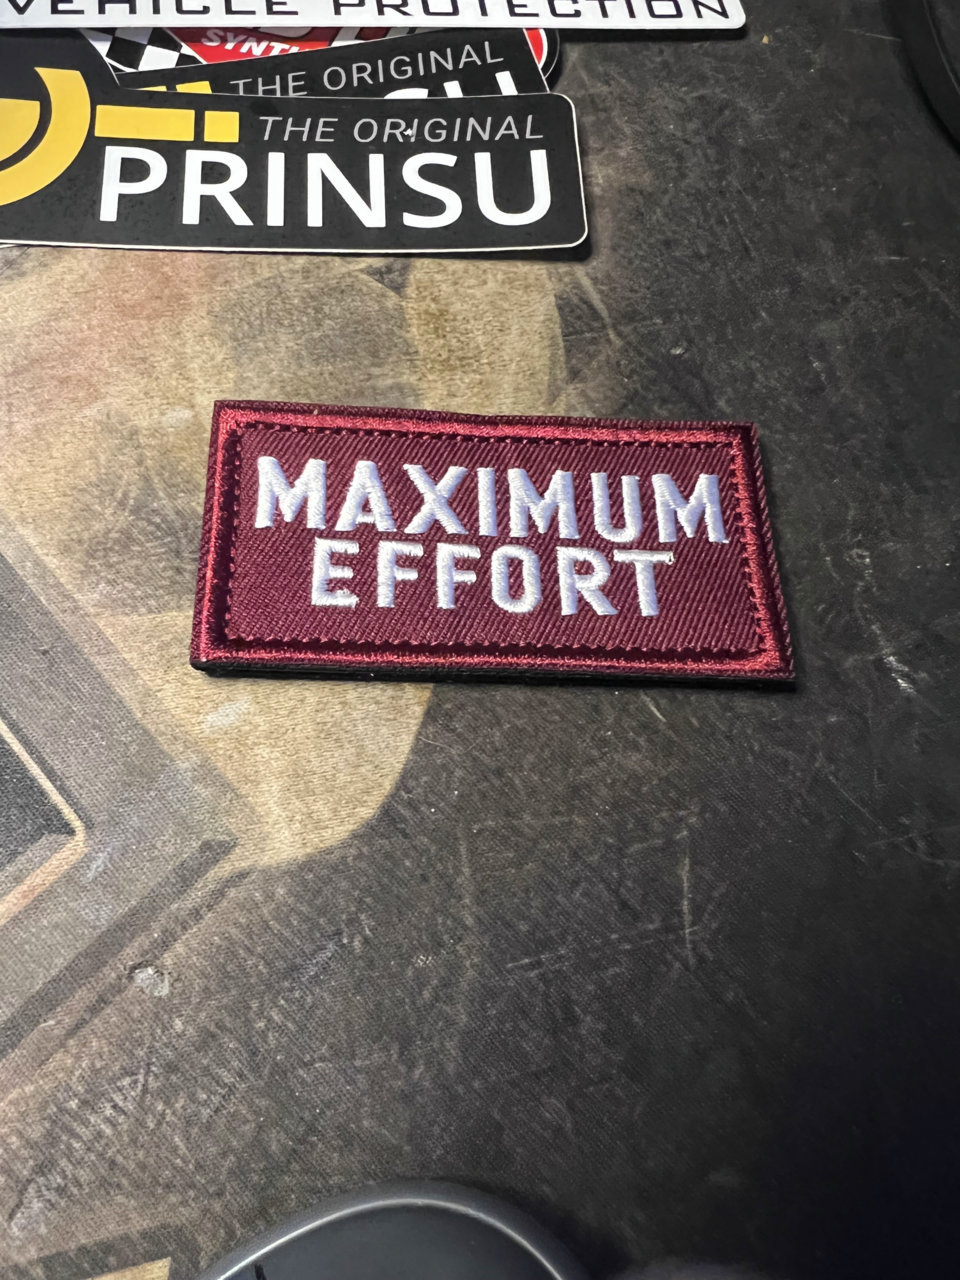 VEHICLE PROTECTION
THE ORIGINAL
THE ORIGINAL
PRINSU
MAXIMUM
EFFORT